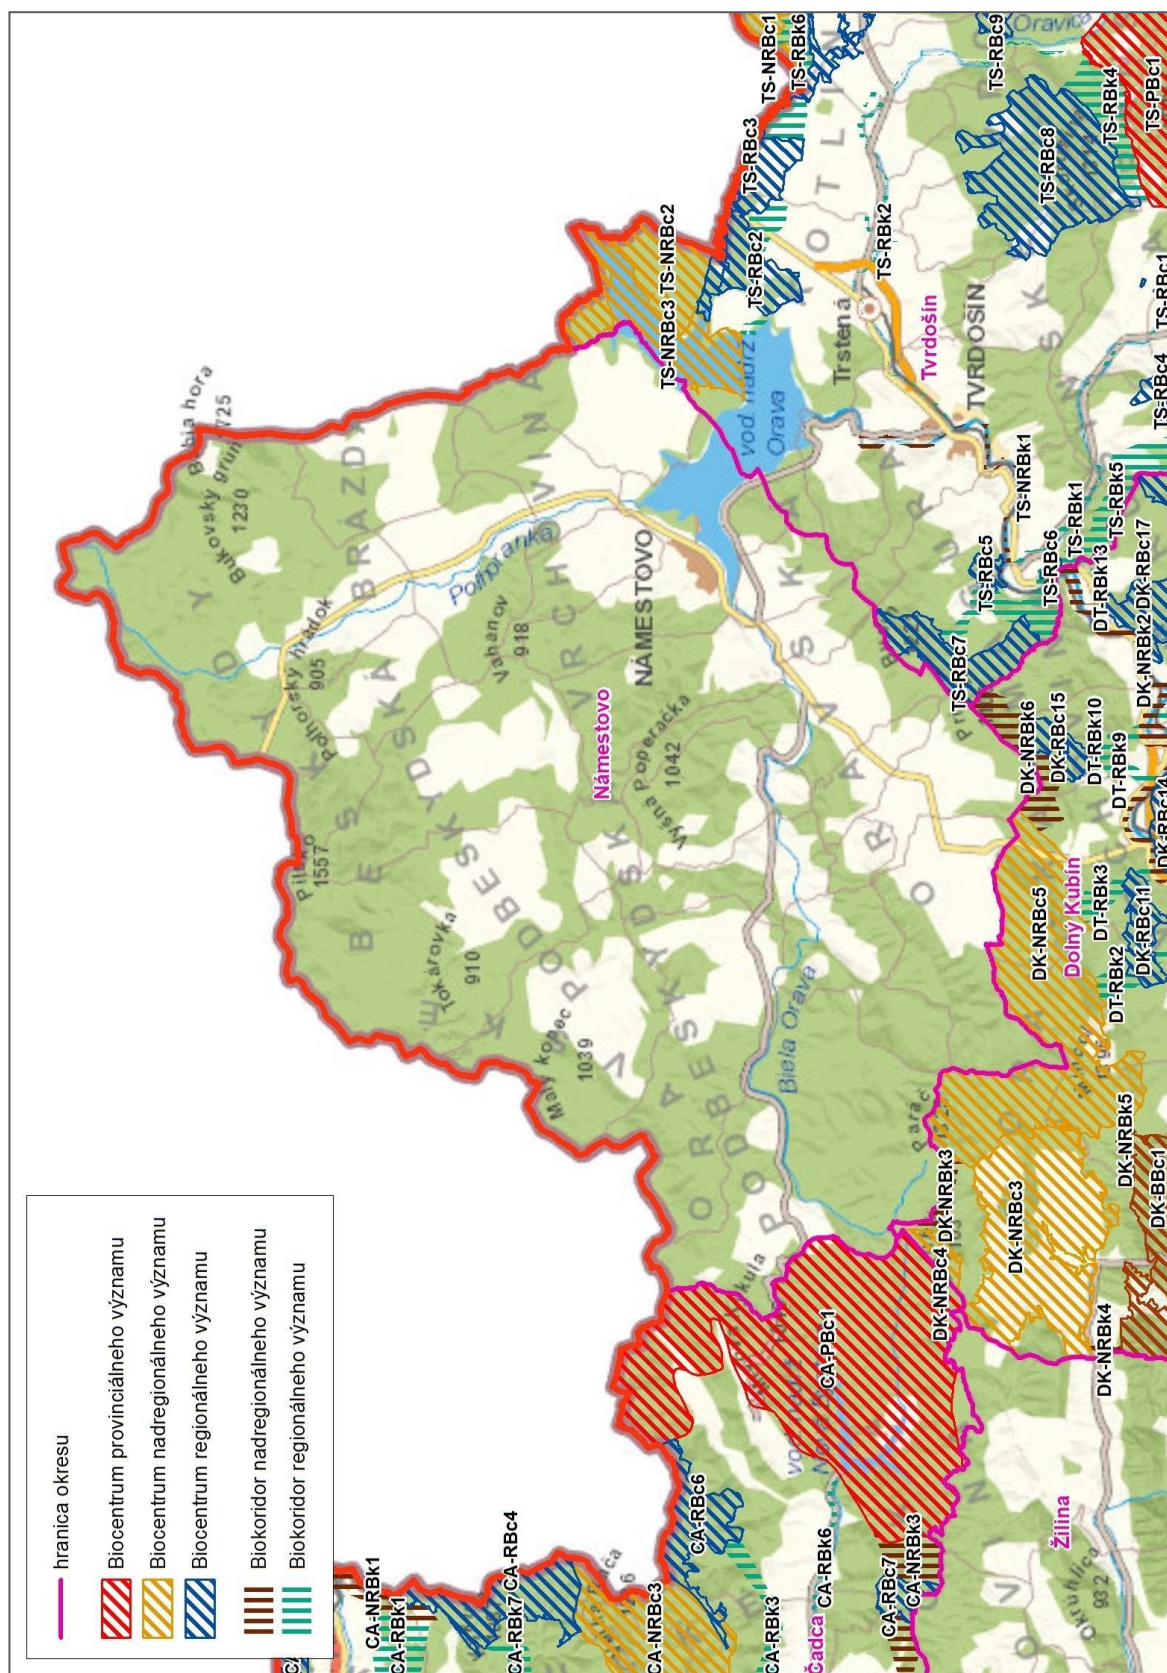 hranica okresu
Biocentrum provinciálneho významu
Biocentrum nadregionálneho významu
Biocentrum regionálneho významu
Biokoridor nadregionálneho významu
Biokoridor regionálneho významu
CA-NRBk1
CA-RBk1
CA-RBk7
CA-RBc4
CA-NRBc3
CA-RBc6
CA-RBk3
Čadca
CA-RBk6
CA-RBc7
CA-NRBk3
CA-PBc1
Žilina
932
DK-NRBk4
DK-NRBc4
DK-NRBk3
DK-NRBc3
DK-NRBk5
DK-BBc1
DK-NRBc5
Dolný Kubín
DT-RBk3
DT-RBk2
DK-RBc11
DK-RBc14
DK-NRBk6
DK-RBc15
DT-RBk10
DT-RBk9
DK-NRBk2
DK-RBc17
DT-RBk13
TS-RBc7
TS-RBc5
TS-RBc6
TS-RBk1
TS-RBk5
TS-NRBk1
TS-RBc4
TS-RBc1
Tvrdošín
TVRDOŠÍN
Trstená
TS-RBk2
TS-RBc2
TS-RBc3
TS-NRBc3
TS-NRBc2
TS-NRBc1
TS-RBk6
TS-RBc9
Oravica
TS-RBc8
TS-RBk4
TS-PBc1
vod. nádrž
Orava
Babia hora
1725
Bukovský grúň
1230
Polhorský hrádok
905
Polhoranka
Vahanov
918
NÁMESTOVO
Námestovo
Vyšná Poperačka
1042
Pilsko
1557
Tokárovka
910
Malý kopec
1039
Biela Orava
Paráč